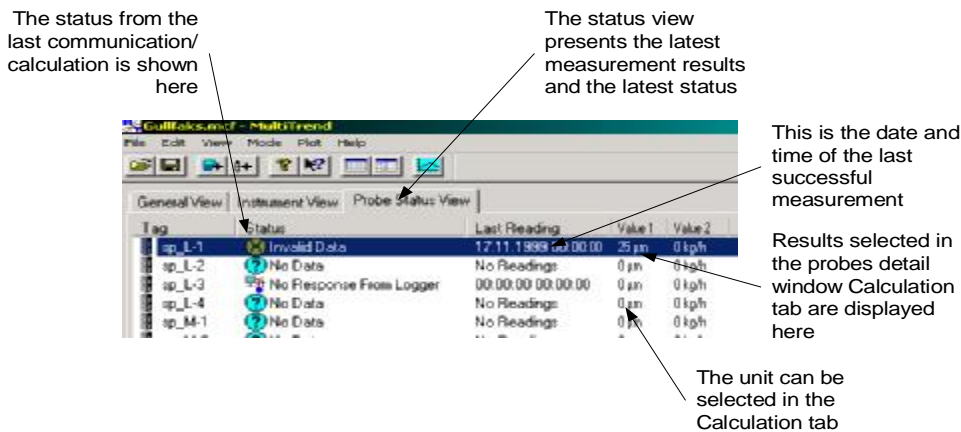 The status from the
last communication/
calculation is shown
here
The status view
presents the latest
measurement results
and the latest status
Gullfaks.mcf - MultiTrend
File Edit View Mode Plot Help
General View Instrument View Probe Status View
Tag Status Last Reading Value 1 Value 2
sp_L-1 Invalid Data 17.11.1999 00:00:00 25 µm 0 kp/h
sp_L-2 No Data No Readings 0 µm 0 kp/h
sp_L-3 No Response From Logger 00:00:00 00:00:00 0 µm 0 kp/h
sp_L-4 No Data No Readings 0 µm 0 kp/h
sp_M-1 No Data No Readings 0 µm 0 kp/h
This is the date and
time of the last
successful
measurement
Results selected in
the probes detail
window Calculation
tab are displayed
here
The unit can be
selected in the
Calculation tab